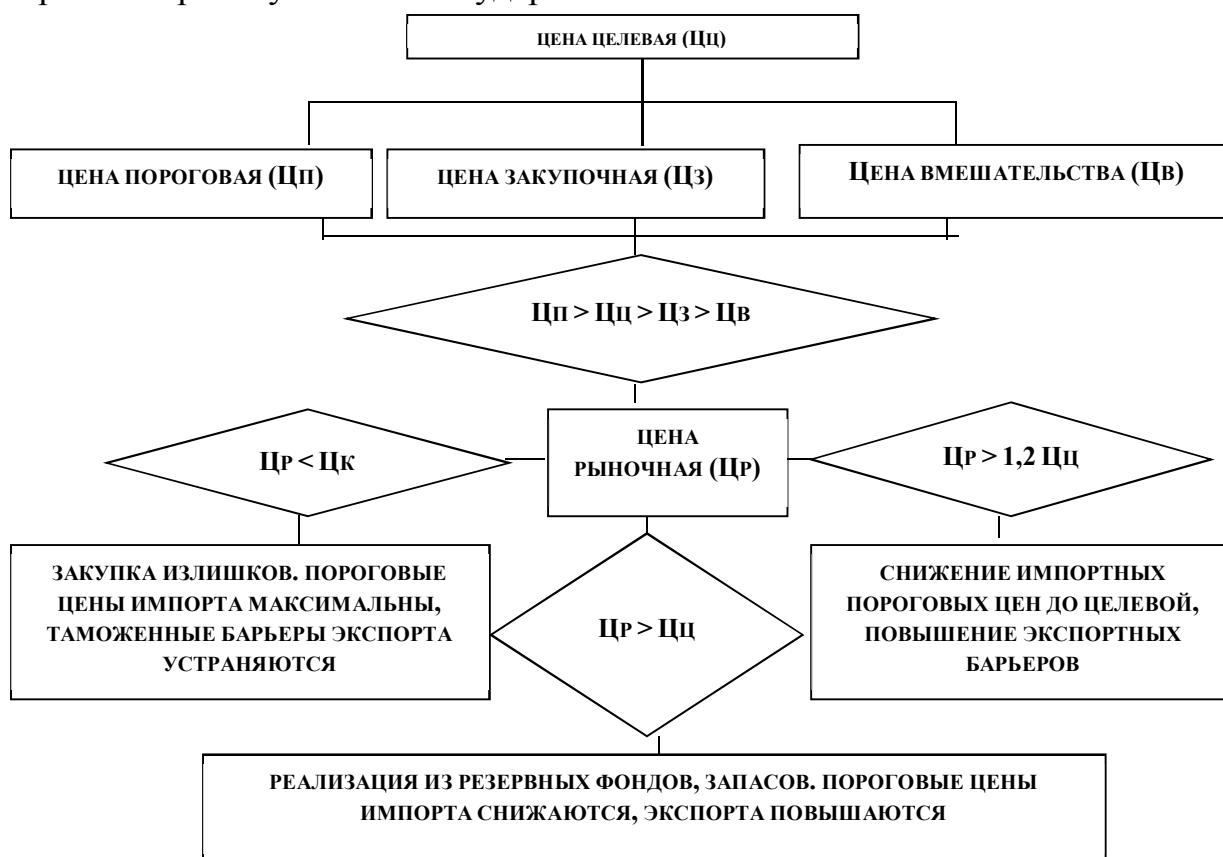 ЦЕНА ЦЕЛЕВАЯ (ЦЦ)
ЦЕНА ПОРОГОВАЯ (ЦП)
ЦЕНА ЗАКУПОЧНАЯ (ЦЗ)
ЦЕНА ВМЕШАТЕЛЬСТВА (ЦВ)
ЦП > ЦЦ > ЦЗ > ЦВ
ЦР < ЦК
ЦЕНА
РЫНОЧНАЯ (ЦР)
ЦР > 1,2 ЦЦ
ЗАКУПКА ИЗЛИШКОВ. ПОРОГОВЫЕ
ЦЕНЫ ИМПОРТА МАКСИМАЛЬНЫ,
ТАМОЖЕННЫЕ БАРЬЕРЫ ЭКСПОРТА
УСТРАНЯЮТСЯ
ЦР > ЦЦ
СНИЖЕНИЕ ИМПОРТНЫХ
ПОРОГОВЫХ ЦЕН ДО ЦЕЛЕВОЙ,
ПОВЫШЕНИЕ ЭКСПОРТНЫХ
БАРЬЕРОВ
РЕАЛИЗАЦИЯ ИЗ РЕЗЕРВНЫХ ФОНДОВ, ЗАПАСОВ. ПОРОГОВЫЕ ЦЕНЫ
ИМПОРТА СНИЖАЮТСЯ, ЭКСПОРТА ПОВЫШАЮТСЯ